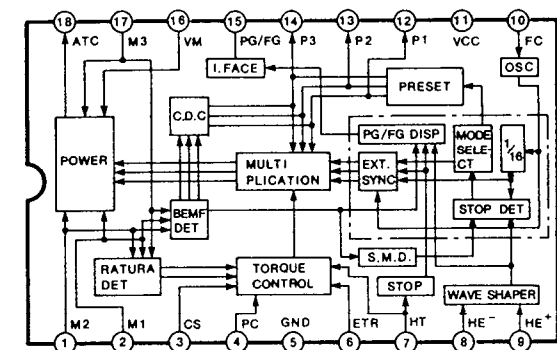 18 17 16 15 14 13 12 11 10
ATC M3 VM PG/FG P3 P2 P1 VCC FC
I.FACE
OSC
PRESET
C.D.C
PG/FG DISP
MODE
SELE-
CT
1/16
POWER
MULTI
PLICATION
EXT.
SYNC
BEMF
DET
STOP DET
S.M.D.
RATURA
DET
TORQUE
CONTROL
STOP
WAVE SHAPER
M2 M1 CS PC GND ETR HT HE- HE+
1 2 3 4 5 6 7 8 9